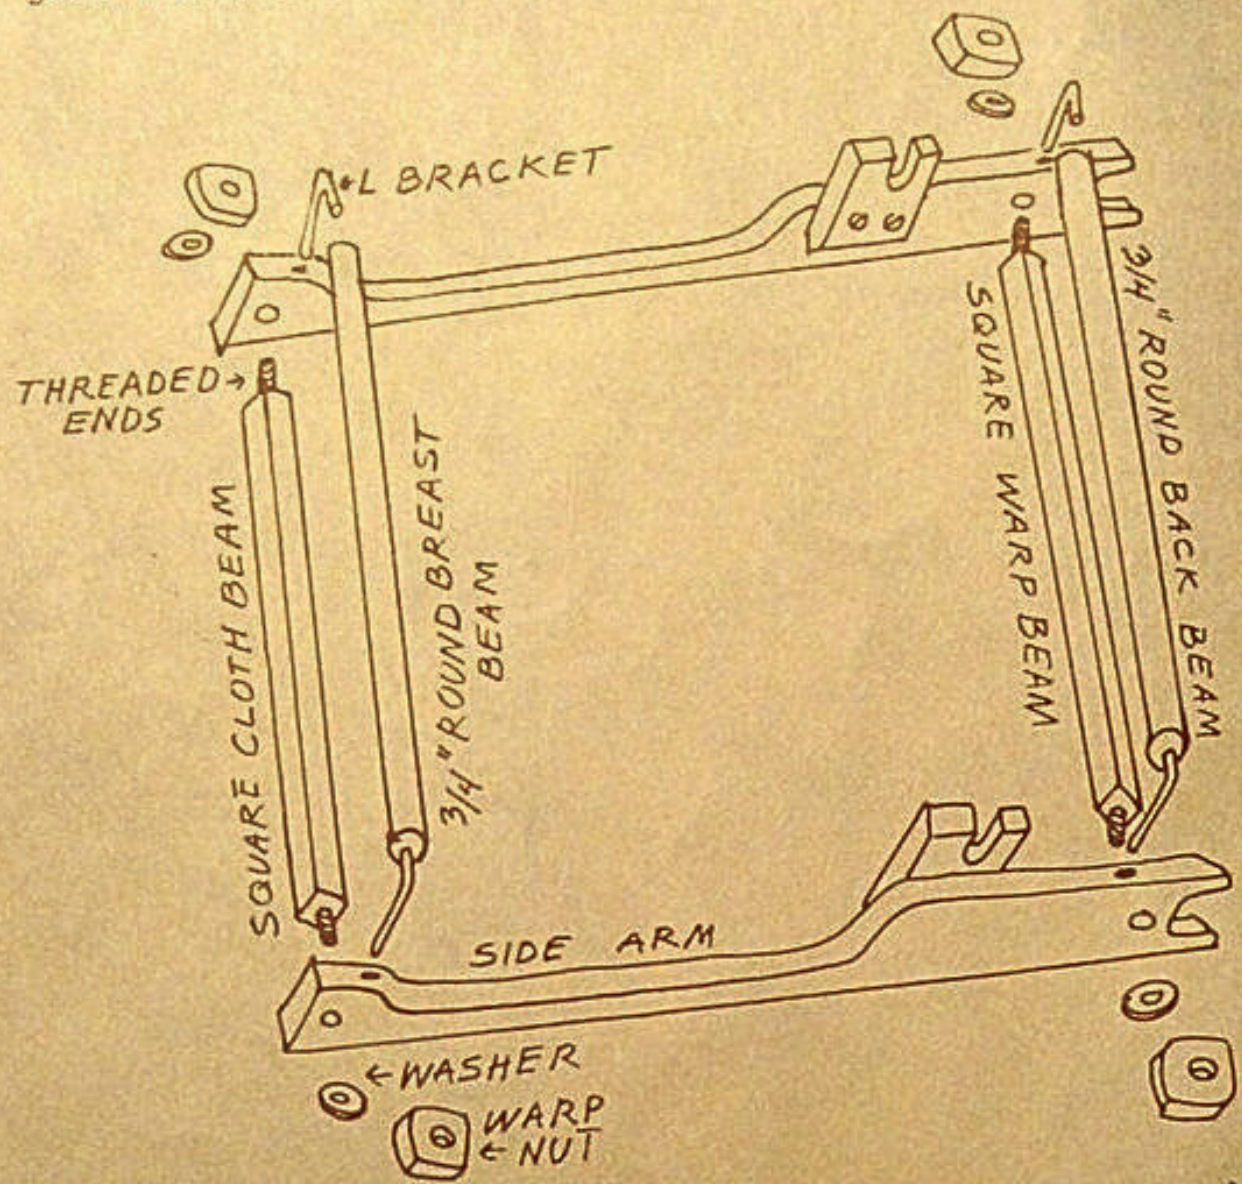 L BRACKET
THREADED→
ENDS
SQUARE CLOTH BEAM
3/4" ROUND BREAST
BEAM
SQUARE WARP BEAM
3/4" ROUND BACK BEAM
SIDE ARM
←WASHER
WARP
←NUT